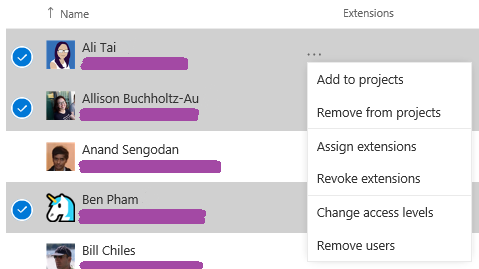 ↑ Name Extensions
Ali Tai
...
Add to projects
Allison Buchholtz-Au
Remove from projects
Anand Sengodan
Assign extensions
Revoke extensions
Ben Pham
Change access levels
Bill Chiles
Remove users